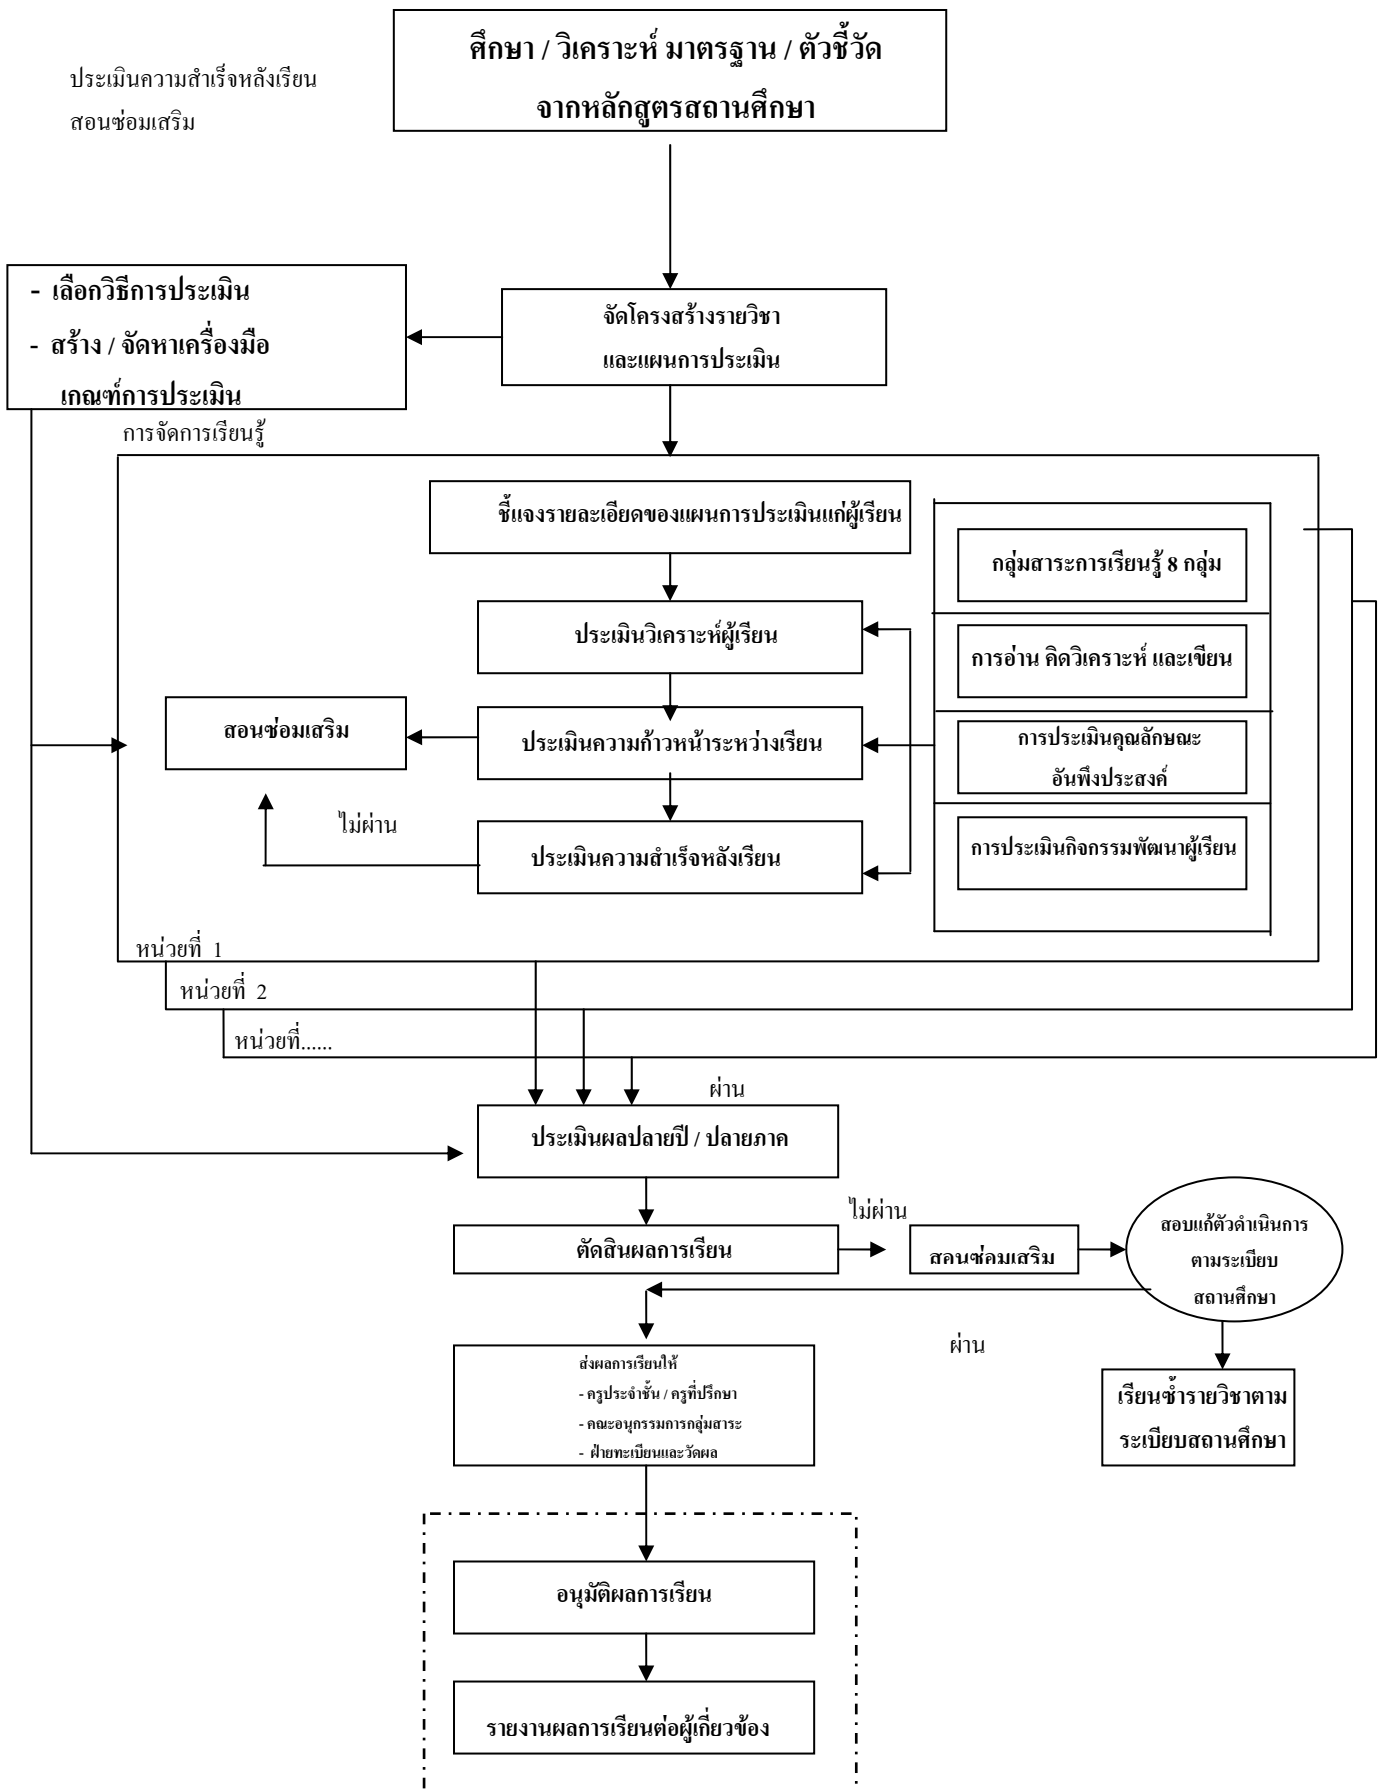 ศึกษา / วิเคราะห์ มาตรฐาน / ตัวชี้วัด
จากหลักสูตรสถานศึกษา
ประเมินความสำเร็จหลังเรียน
สอนซ่อมเสริม
- เลือกวิธีการประเมิน
- สร้าง / จัดหาเครื่องมือ
เกณฑ์การประเมิน
จัดโครงสร้างรายวิชา
และแผนการประเมิน
การจัดการเรียนรู้
ชี้แจงรายละเอียดของแผนการประเมินแก่ผู้เรียน
กลุ่มสาระการเรียนรู้ 8 กลุ่ม
ประเมินวิเคราะห์ผู้เรียน
การอ่าน คิดวิเคราะห์ และเขียน
สอนซ่อมเสริม
ประเมินความก้าวหน้าระหว่างเรียน
การประเมินคุณลักษณะ
อันพึงประสงค์
ไม่ผ่าน
ประเมินความสำเร็จหลังเรียน
การประเมินกิจกรรมพัฒนาผู้เรียน
หน่วยที่ 1
หน่วยที่ 2
หน่วยที่......
ผ่าน
ประเมินผลปลายปี / ปลายภาค
ไม่ผ่าน
ตัดสินผลการเรียน
สอนซ่อมเสริม
สอบแก้ตัวดำเนินการ
ตามระเบียบ
สถานศึกษา
ผ่าน
ส่งผลการเรียนให้
- ครูประจำชั้น / ครูที่ปรึกษา
- คณะอนุกรรมการกลุ่มสาระ
- ฝ่ายทะเบียนและวัดผล
เรียนซ้ำรายวิชาตาม
ระเบียบสถานศึกษา
อนุมัติผลการเรียน
รายงานผลการเรียนต่อผู้เกี่ยวข้อง